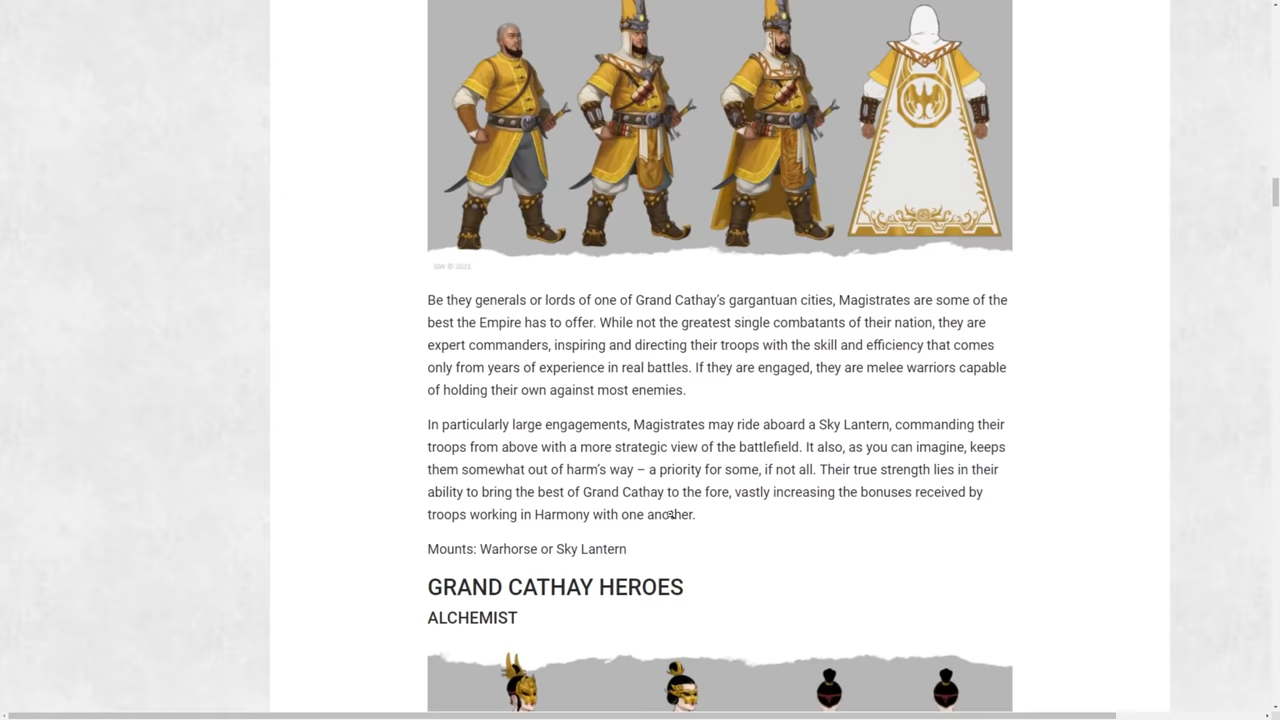 Be they generals or lords of one of Grand Cathay's gargantuan cities, Magistrates are some of the
best the Empire has to offer. While not the greatest single combatants of their nation, they are
expert commanders, inspiring and directing their troops with the skill and efficiency that comes
only from years of experience in real battles. If they are engaged, they are melee warriors capable
of holding their own against most enemies.
In particularly large engagements, Magistrates may ride aboard a Sky Lantern, commanding their
troops from above with a more strategic view of the battlefield. It also, as you can imagine, keeps
them somewhat out of harm's way – a priority for some, if not all. Their true strength lies in their
ability to bring the best of Grand Cathay to the fore, vastly increasing the bonuses received by
troops working in Harmony with one another.
Mounts: Warhorse or Sky Lantern
GRAND CATHAY HEROES
ALCHEMIST